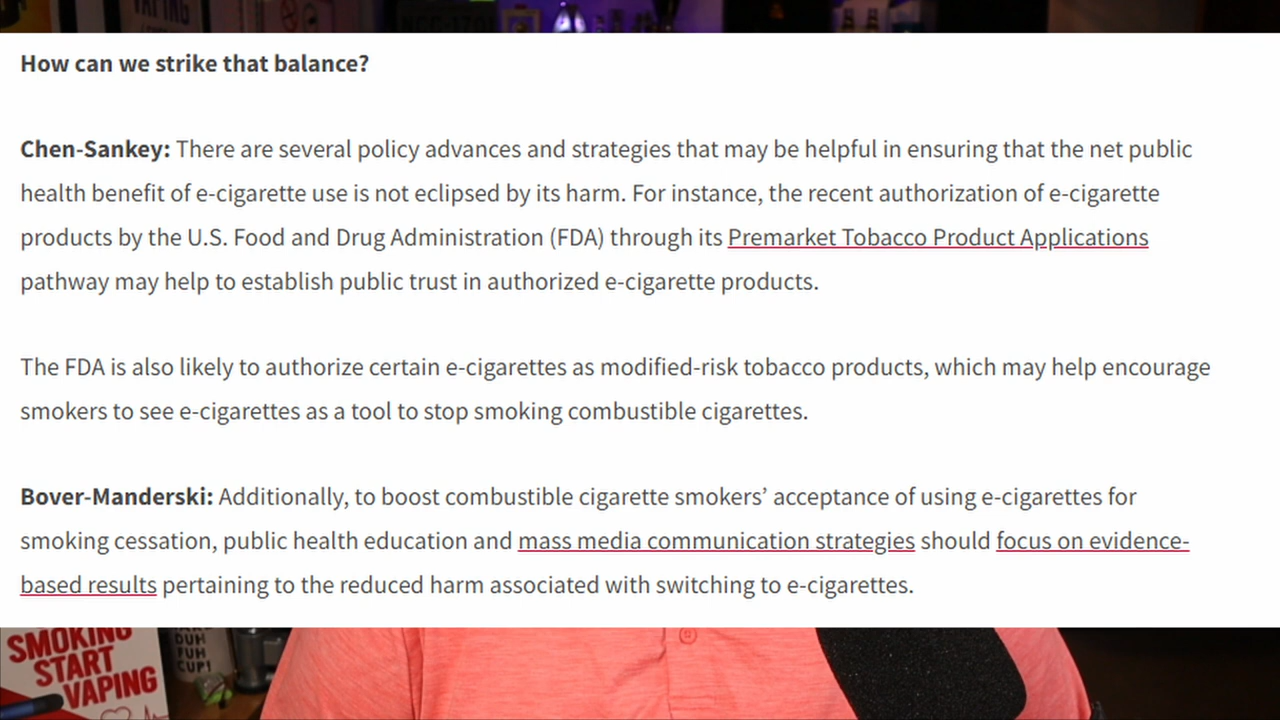 VAPING
How can we strike that balance?
Chen-Sankey: There are several policy advances and strategies that may be helpful in ensuring that the net public
health benefit of e-cigarette use is not eclipsed by its harm. For instance, the recent authorization of e-cigarette
products by the U.S. Food and Drug Administration (FDA) through its Premarket Tobacco Product Applications
pathway may help to establish public trust in authorized e-cigarette products.
The FDA is also likely to authorize certain e-cigarettes as modified-risk tobacco products, which may help encourage
smokers to see e-cigarettes as a tool to stop smoking combustible cigarettes.
Bover-Manderski: Additionally, to boost combustible cigarette smokers’ acceptance of using e-cigarettes for
smoking cessation, public health education and mass media communication strategies should focus on evidence-
based results pertaining to the reduced harm associated with switching to e-cigarettes.
SMOKING
START
VAPING
DUH
FUH
CUP!